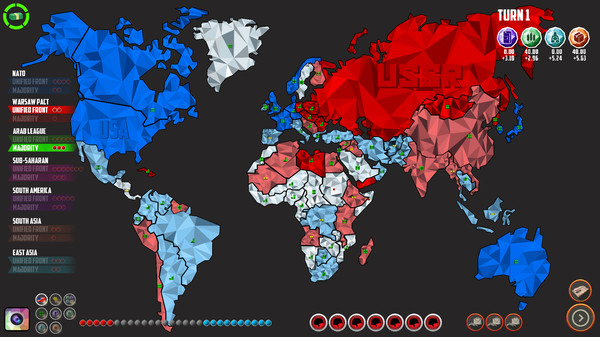 TURN 1
0.00 40.00 0.00 40.00
+3.10 +2.96 +5.24 +5.63
NATO
UNIFIED FRONT
MAJORITY
WARSAW PACT
UNIFIED FRONT
MAJORITY
ARAB LEAGUE
UNIFIED FRONT
MAJORITY
SUB-SAHARAN
UNIFIED FRONT
MAJORITY
SOUTH AMERICA
UNIFIED FRONT
MAJORITY
SOUTH ASIA
UNIFIED FRONT
MAJORITY
EAST ASIA
UNIFIED FRONT
MAJORITY
USA
USSR